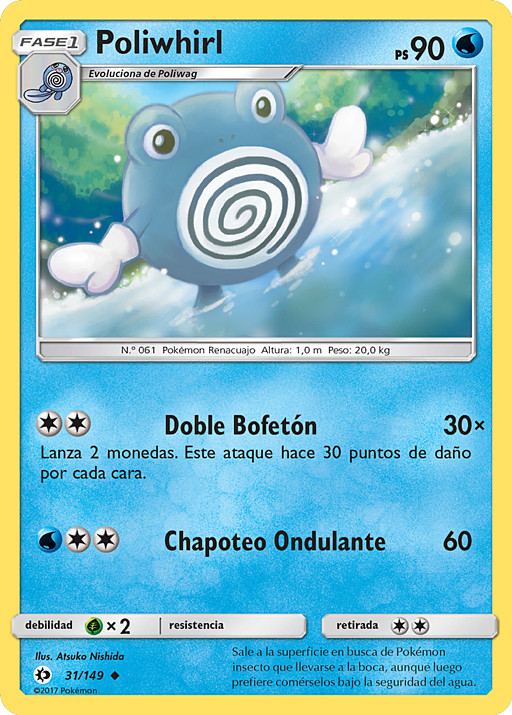 FASE 1
Poliwhirl
PS 90
Evoluciona de Poliwag
N.º 061 Pokémon Renacuajo Altura: 1,0 m Peso: 20,0 kg
Doble Bofetón 30×
Lanza 2 monedas. Este ataque hace 30 puntos de daño
por cada cara.
Chapoteo Ondulante 60
debilidad × 2 resistencia retirada
Ilus. Atsuko Nishida
31/149
©2017 Pokémon
Sale a la superficie en busca de Pokémon
insecto que llevarse a la boca, aunque luego
prefiere comérselos bajo la seguridad del agua.